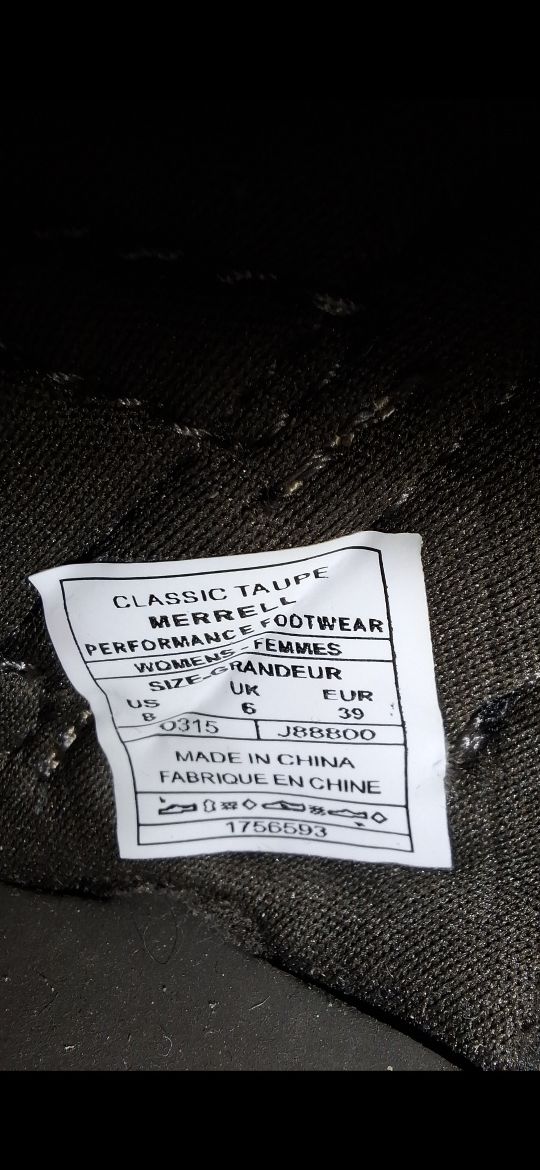 CLASSIC TAUPE
MERRELL
PERFORMANCE FOOTWEAR
WOMENS - FEMMES
SIZE-GRANDEUR
US UK EUR
8 6 39
0315 J88800
MADE IN CHINA
FABRIQUE EN CHINE
1756593